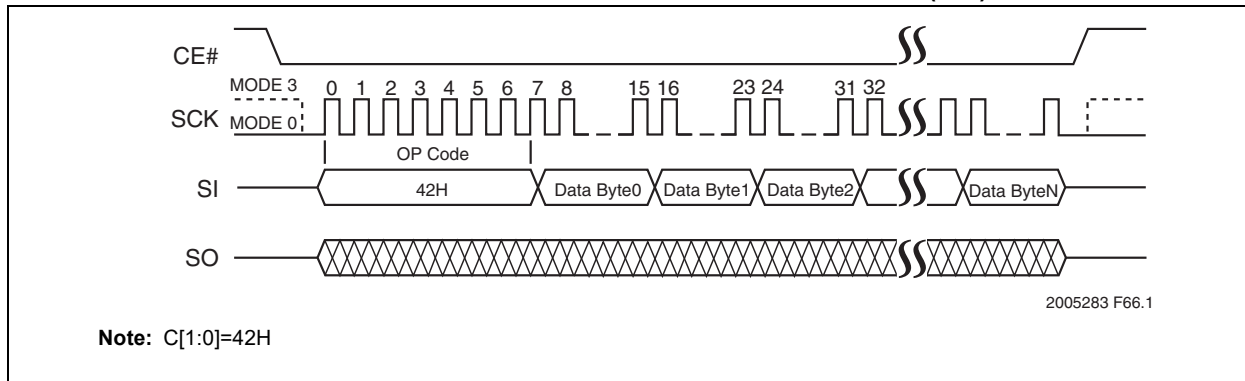 CE#
MODE 3
0 1 2 3 4 5 6 7 8 15 16 23 24 31 32
SCK
MODE 0
OP Code
SI
42H
Data Byte0
Data Byte1
Data Byte2
Data ByteN
SO
2005283 F66.1
Note: C[1:0]=42H